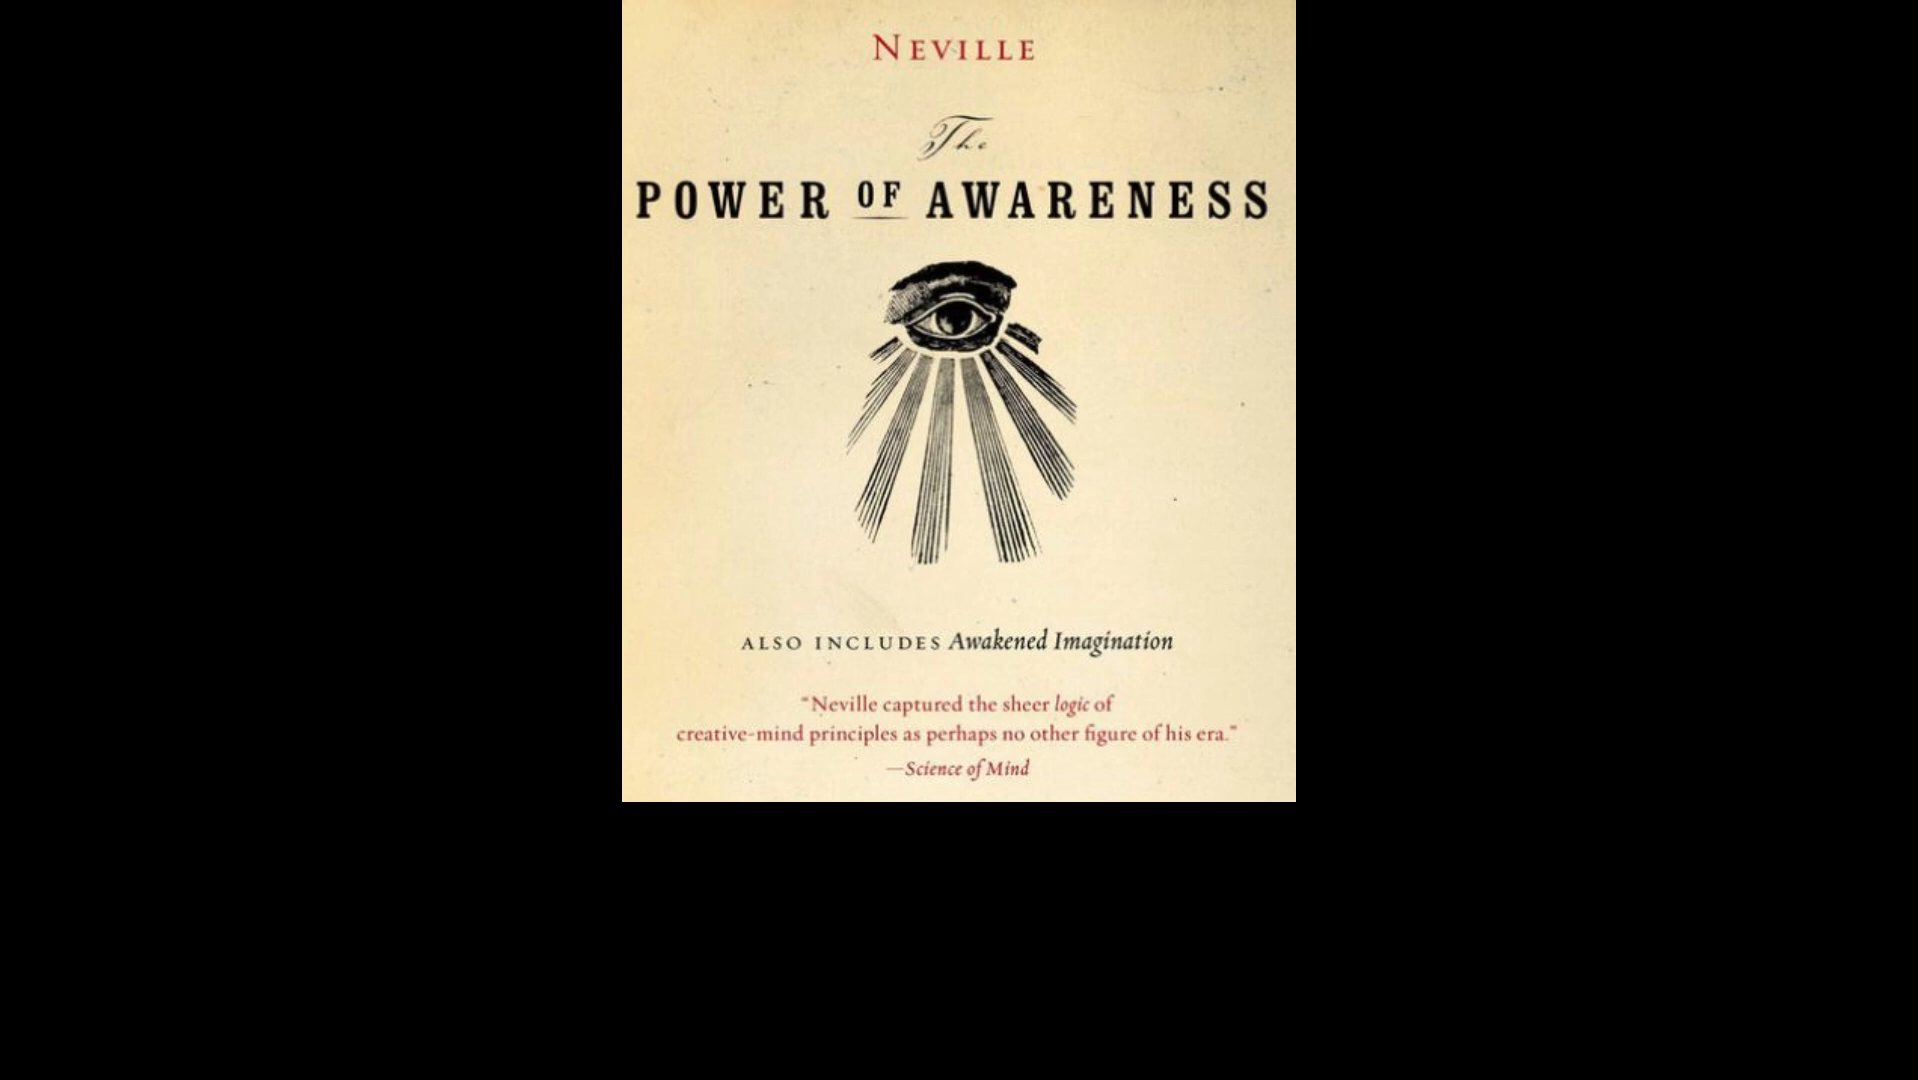 NEVILLE
The
POWER OF AWARENESS
ALSO INCLUDES Awakened Imagination
“Neville captured the sheer logic of
creative-mind principles as perhaps no other figure of his era.”
—Science of Mind